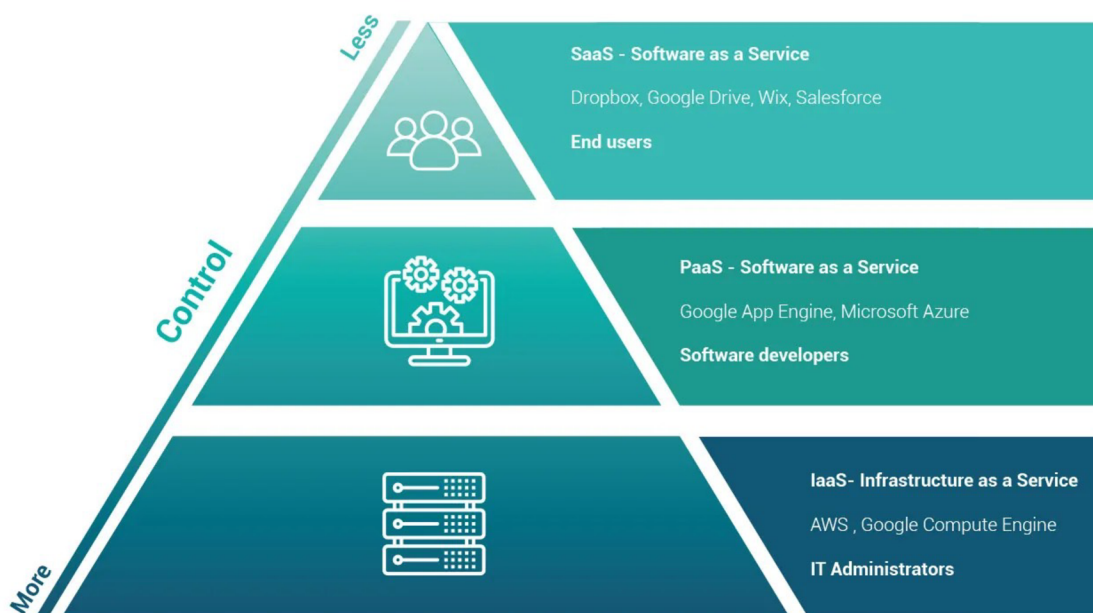 Less
Control
More
SaaS - Software as a Service
Dropbox, Google Drive, Wix, Salesforce
End users
PaaS - Software as a Service
Google App Engine, Microsoft Azure
Software developers
IaaS- Infrastructure as a Service
AWS , Google Compute Engine
IT Administrators